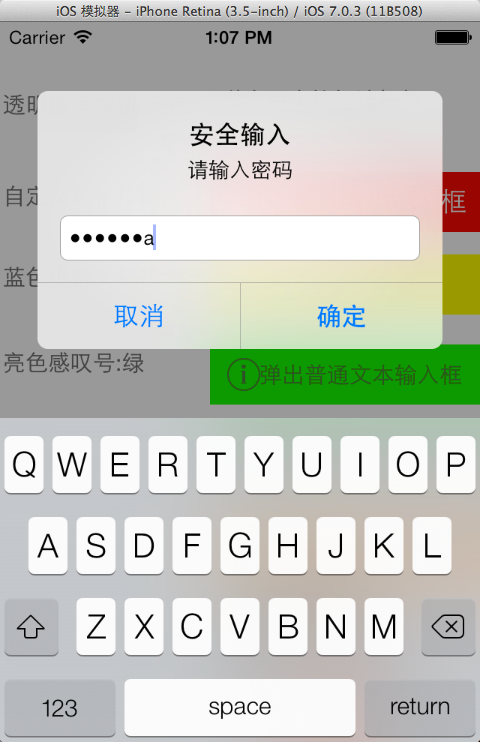 iOS 模拟器 - iPhone Retina (3.5-inch) / iOS 7.0.3 (11B508)
Carrier 1:07 PM
透明
安全输入
请输入密码
自定
框
••••••a
蓝色
取消 确定
亮色感叹号:绿
弹出普通文本输入框
Q W E R T Y U I O P
A S D F G H J K L
Z X C V B N M
123 space return